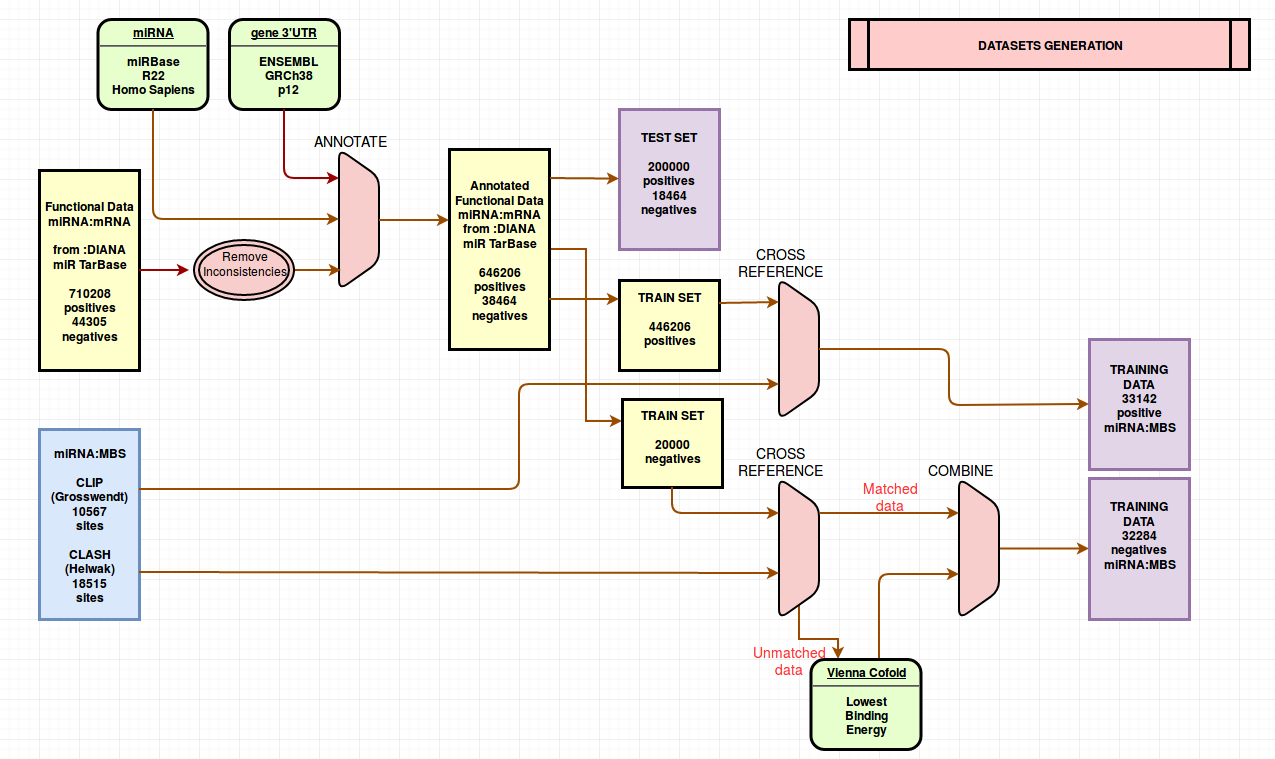 miRNA
miRBase
R22
Homo Sapiens
gene 3'UTR
ENSEMBL
GRCh38
p12
DATASETS GENERATION
ANNOTATE
Functional Data
miRNA:mRNA
from :DIANA
miR TarBase
710208
positives
44305
negatives
Remove
Inconsistencies
Annotated
Functional Data
miRNA:mRNA
from :DIANA
miR TarBase
646206
positives
38464
negatives
TEST SET
200000
positives
18464
negatives
CROSS
REFERENCE
TRAIN SET
446206
positives
TRAINING
DATA
33142
positive
miRNA:MBS
TRAIN SET
20000
negatives
miRNA:MBS
CLIP
(Grosswendt)
10567
sites
CLASH
(Helwak)
18515
sites
CROSS
REFERENCE
Matched
data
COMBINE
TRAINING
DATA
32284
negatives
miRNA:MBS
Unmatched
data
Vienna Cofold
Lowest
Binding
Energy